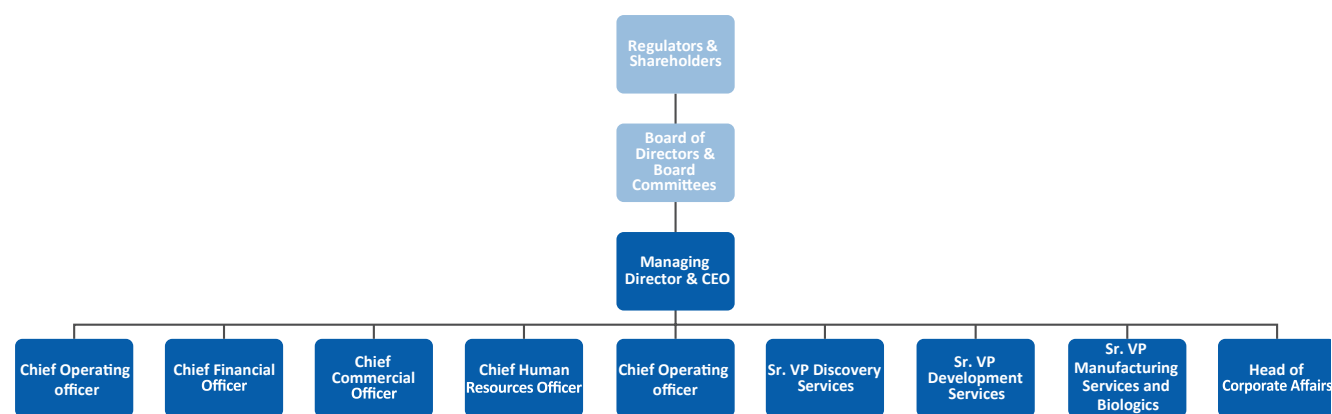 Regulators &
Shareholders
Board of
Directors &
Board
Committees
Managing
Director & CEO
Chief Operating
officer
Chief Financial
Officer
Chief
Commercial
Officer
Chief Human
Resources Officer
Chief Operating
officer
Sr. VP Discovery
Services
Sr. VP
Development
Services
Sr. VP
Manufacturing
Services and
Biologics
Head of
Corporate Affairs